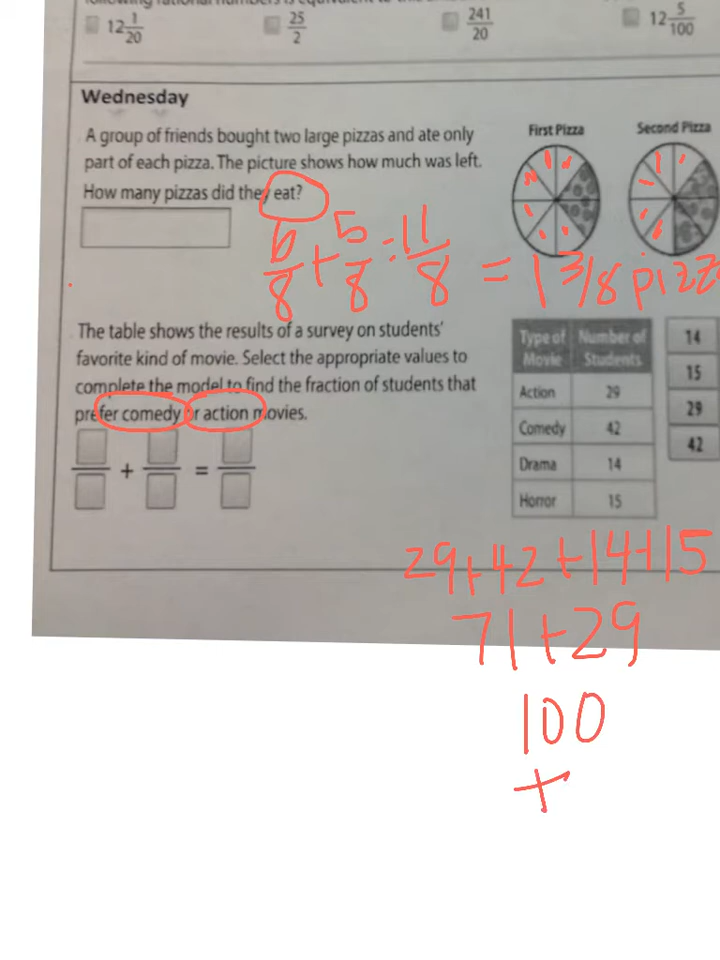 12 1/20
25/2
241/20
12 5/100
Wednesday
A group of friends bought two large pizzas and ate only
part of each pizza. The picture shows how much was left.
How many pizzas did they eat?
First Pizza
Second Pizza
6/8 + 5/8 = 11/8 = 1 3/8 pizz
The table shows the results of a survey on students'
favorite kind of movie. Select the appropriate values to
complete the model to find the fraction of students that
prefer comedy or action movies.
+ =
Type of Movie Number of Students
Action 29
Comedy 42
Drama 14
Horror 15
14
15
29
42
29+42+14+15
71+29
100
+